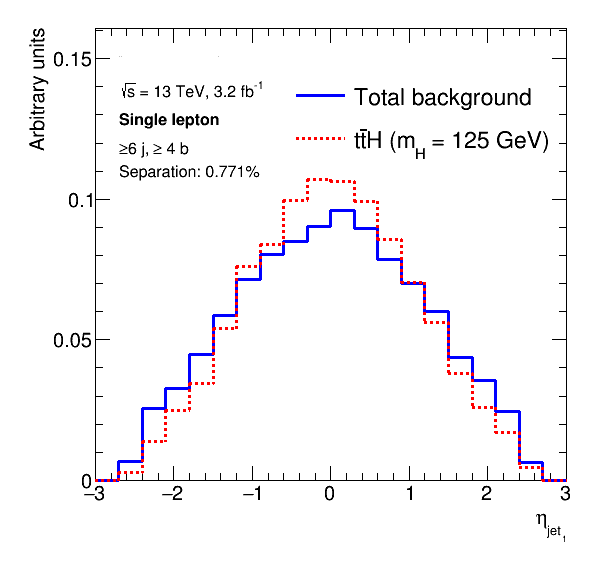 Arbitrary units
0.15
0.1
0.05
0
√s = 13 TeV, 3.2 fb⁻¹
Single lepton
≥6 j, ≥ 4 b
Separation: 0.771%
Total background
tt̄H (m_H = 125 GeV)
−3 −2 −1 0 1 2 3
η_jet₁